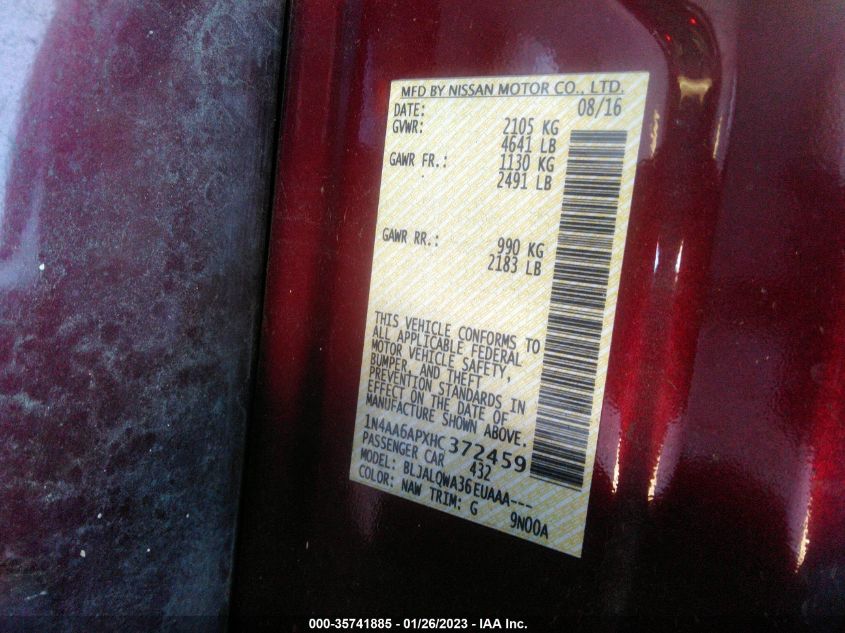 MFD BY NISSAN MOTOR CO., LTD.
DATE: 08/16
GVWR: 2105 KG
4641 LB
GAWR FR.: 1130 KG
2491 LB
GAWR RR.: 990 KG
2183 LB
THIS VEHICLE CONFORMS TO
ALL APPLICABLE FEDERAL
MOTOR VEHICLE SAFETY,
BUMPER, AND THEFT
PREVENTION STANDARDS IN
EFFECT ON THE DATE OF
MANUFACTURE SHOWN ABOVE.
1N4AA6APXHC372459
PASSENGER CAR 432
MODEL: BLJALQWA36EUAAA---
COLOR: NAW TRIM: G 9N00A
000-35741885 - 01/26/2023 - IAA Inc.